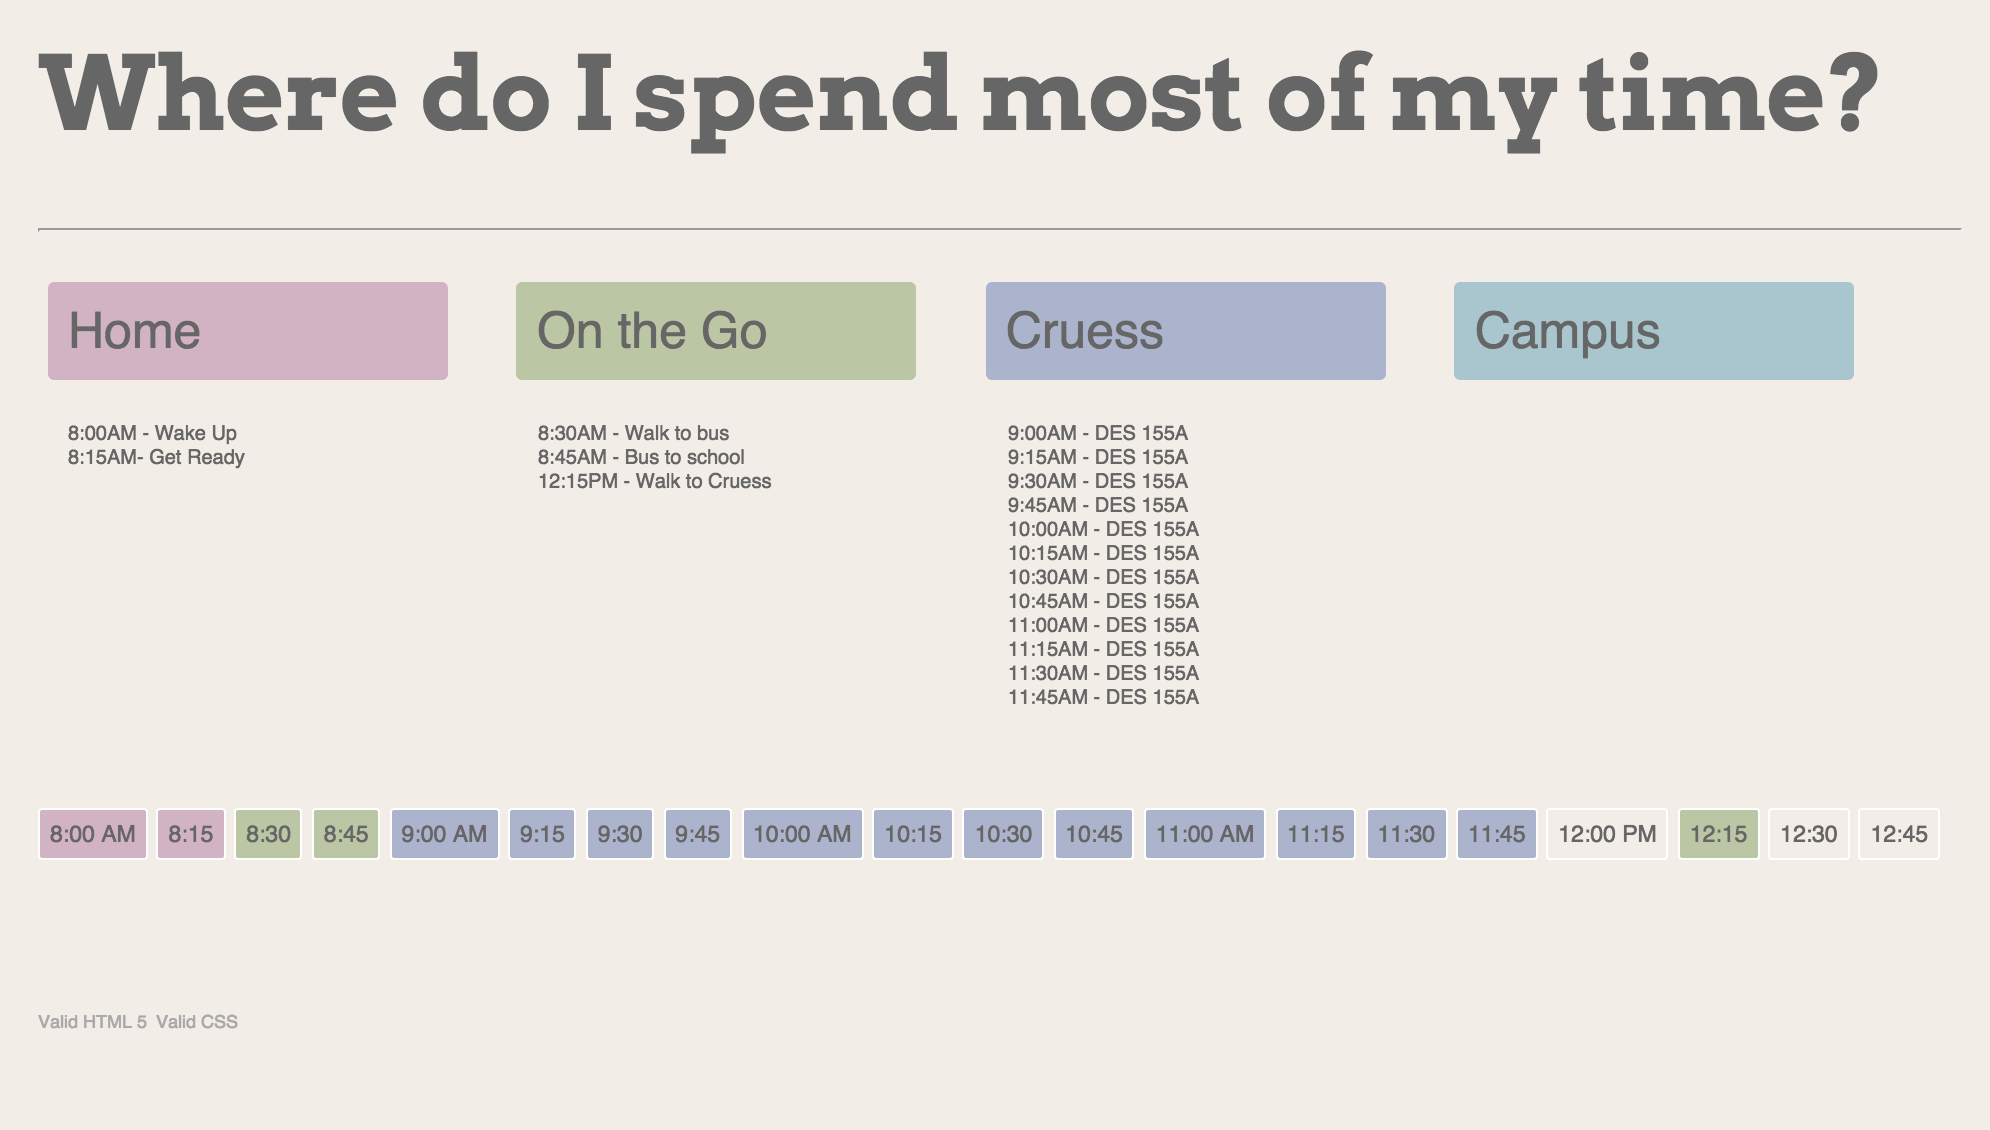 Where do I spend most of my time?
Home
On the Go
Cruess
Campus
8:00AM - Wake Up
8:15AM- Get Ready
8:30AM - Walk to bus
8:45AM - Bus to school
12:15PM - Walk to Cruess
9:00AM - DES 155A
9:15AM - DES 155A
9:30AM - DES 155A
9:45AM - DES 155A
10:00AM - DES 155A
10:15AM - DES 155A
10:30AM - DES 155A
10:45AM - DES 155A
11:00AM - DES 155A
11:15AM - DES 155A
11:30AM - DES 155A
11:45AM - DES 155A
8:00 AM 8:15 8:30 8:45 9:00 AM 9:15 9:30 9:45 10:00 AM 10:15 10:30 10:45 11:00 AM 11:15 11:30 11:45 12:00 PM 12:15 12:30 12:45
Valid HTML 5 Valid CSS